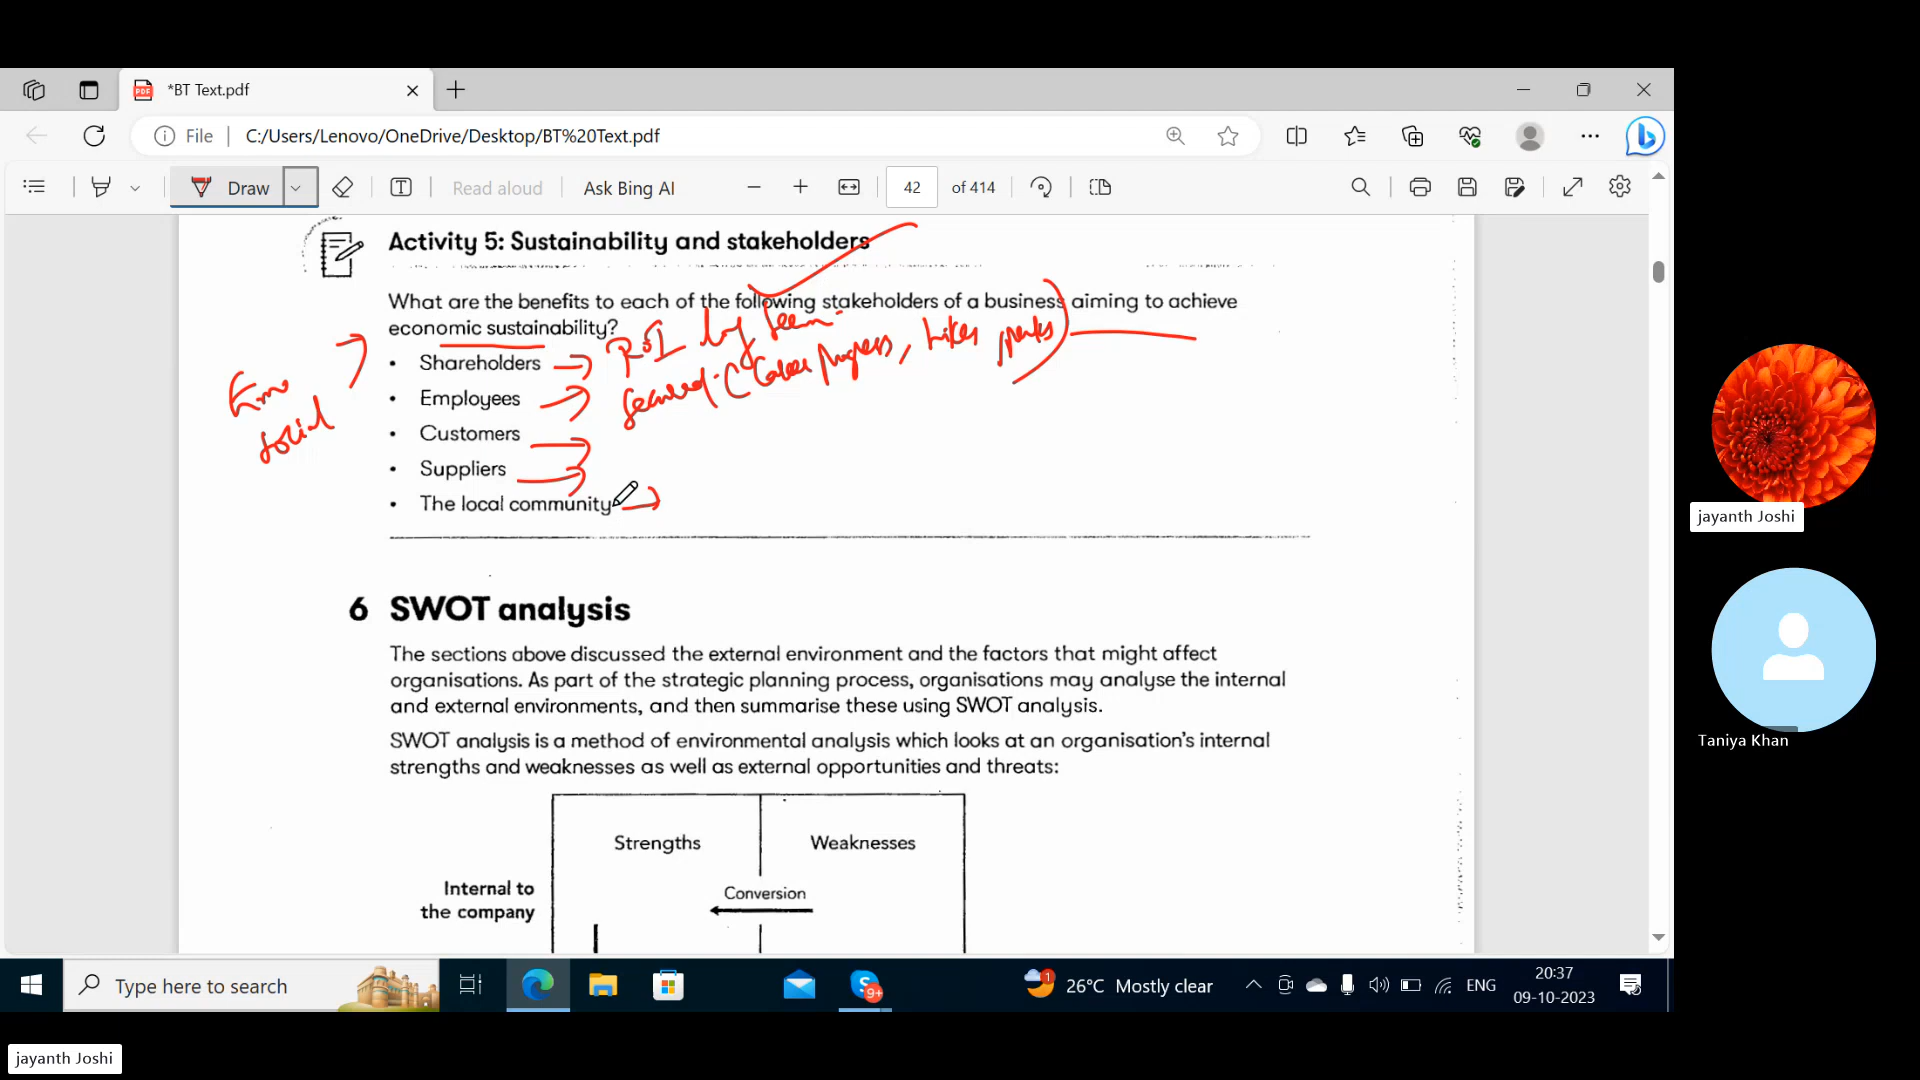 *BT Text.pdf
File
C:/Users/Lenovo/OneDrive/Desktop/BT%20Text.pdf
Draw
Read aloud
Ask Bing AI
42
of 414
Activity 5: Sustainability and stakeholders
What are the benefits to each of the following stakeholders of a business aiming to achieve
economic sustainability?
• Shareholders
• Employees
• Customers
• Suppliers
• The local community
social
6 SWOT analysis
The sections above discussed the external environment and the factors that might affect
organisations. As part of the strategic planning process, organisations may analyse the internal
and external environments, and then summarise these using SWOT analysis.
SWOT analysis is a method of environmental analysis which looks at an organisation's internal
strengths and weaknesses as well as external opportunities and threats:
Strengths
Weaknesses
Conversion
Internal to
the company
jayanth Joshi
Taniya Khan
Type here to search
9+
1
26°C Mostly clear
ENG
20:37
09-10-2023
jayanth Joshi